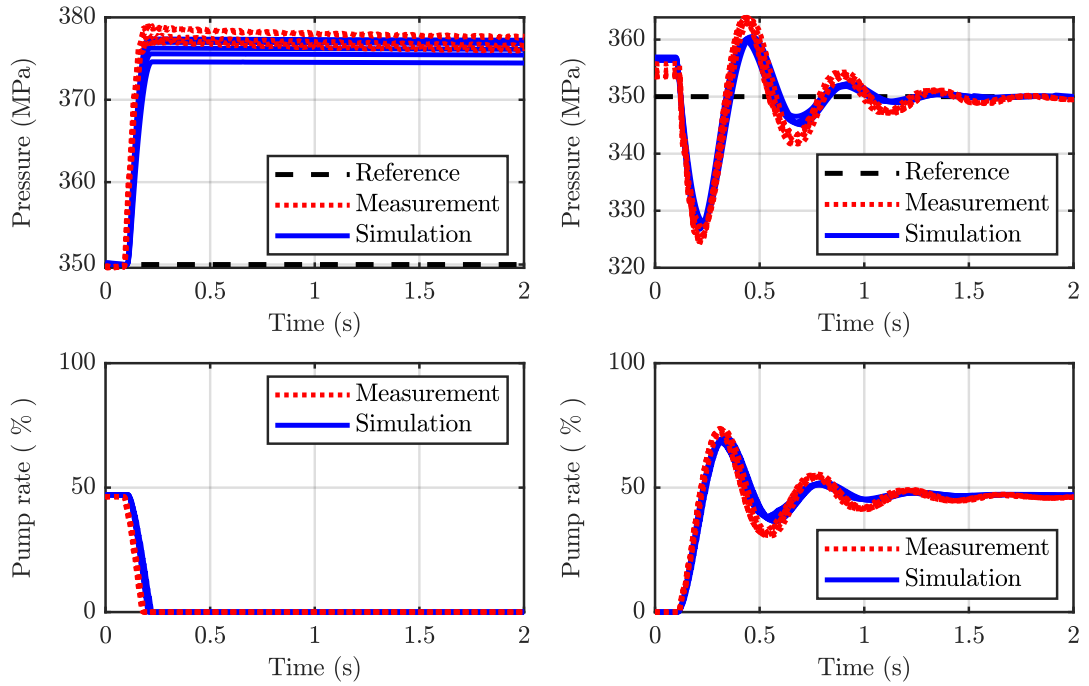 380
370
360
350
Pressure (MPa)
Reference
Measurement
Simulation
0 0.5 1 1.5 2
Time (s)
360
350
340
330
320
Pressure (MPa)
Reference
Measurement
Simulation
0 0.5 1 1.5 2
Time (s)
100
50
0
Pump rate ( % )
Measurement
Simulation
0 0.5 1 1.5 2
Time (s)
100
50
0
Pump rate ( % )
Measurement
Simulation
0 0.5 1 1.5 2
Time (s)